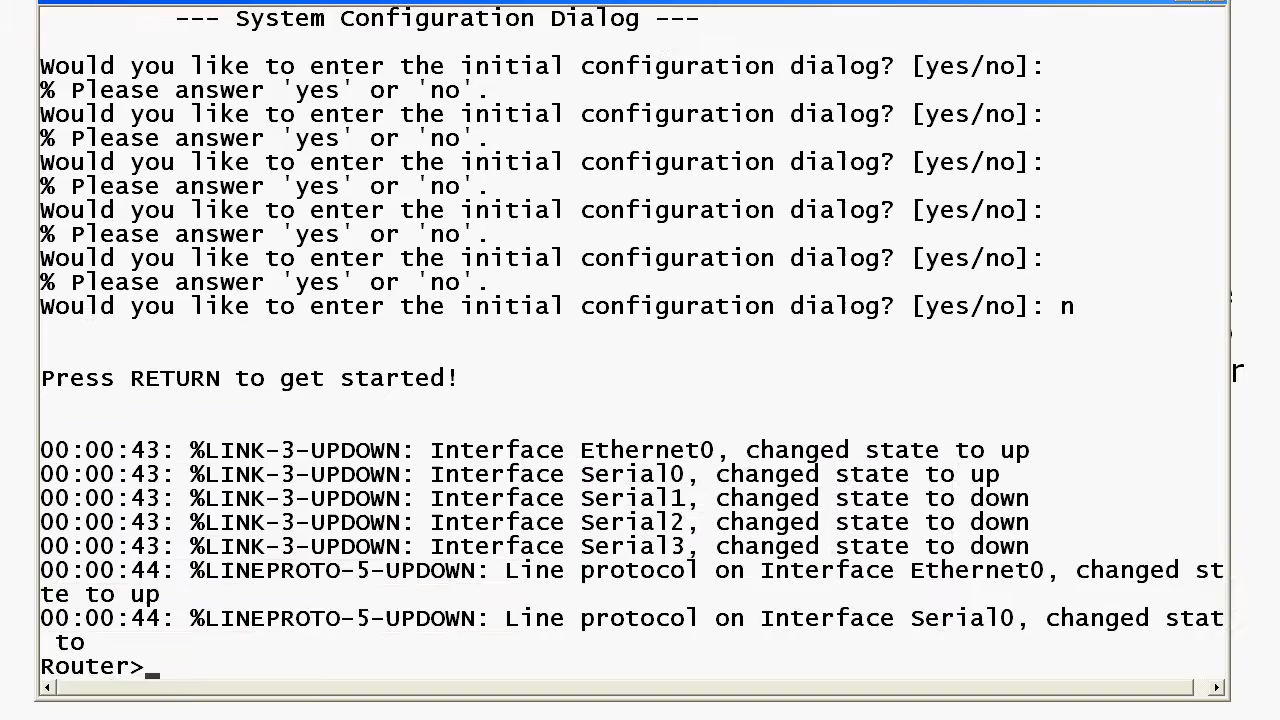 --- System Configuration Dialog ---
Would you like to enter the initial configuration dialog? [yes/no]:
% Please answer 'yes' or 'no'.
Would you like to enter the initial configuration dialog? [yes/no]:
% Please answer 'yes' or 'no'.
Would you like to enter the initial configuration dialog? [yes/no]:
% Please answer 'yes' or 'no'.
Would you like to enter the initial configuration dialog? [yes/no]:
% Please answer 'yes' or 'no'.
Would you like to enter the initial configuration dialog? [yes/no]:
% Please answer 'yes' or 'no'.
Would you like to enter the initial configuration dialog? [yes/no]: n
Press RETURN to get started!
00:00:43: %LINK-3-UPDOWN: Interface Ethernet0, changed state to up
00:00:43: %LINK-3-UPDOWN: Interface Serial0, changed state to up
00:00:43: %LINK-3-UPDOWN: Interface Serial1, changed state to down
00:00:43: %LINK-3-UPDOWN: Interface Serial2, changed state to down
00:00:43: %LINK-3-UPDOWN: Interface Serial3, changed state to down
00:00:44: %LINEPROTO-5-UPDOWN: Line protocol on Interface Ethernet0, changed st
te to up
00:00:44: %LINEPROTO-5-UPDOWN: Line protocol on Interface Serial0, changed stat
to
Router>_